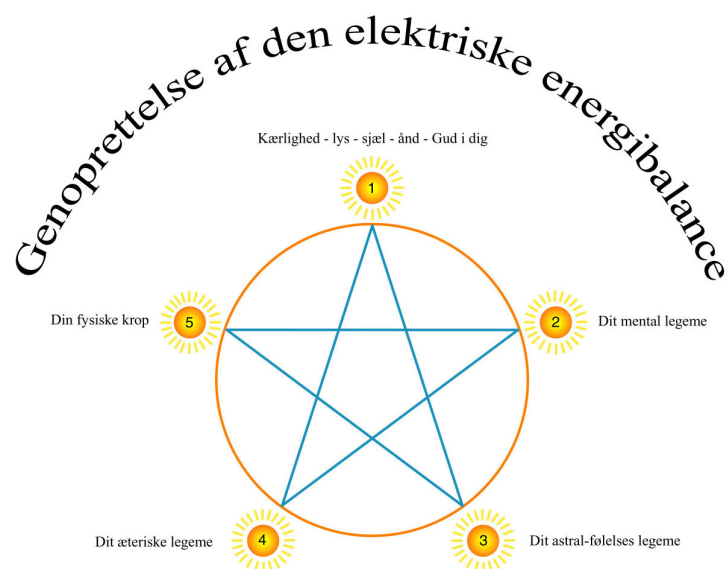 Genoprettelse af den elektriske energibalance
Kærlighed - lys - sjæl - ånd - Gud i dig
1
Din fysiske krop
5
2
Dit mental legeme
Dit æteriske legeme
4
3
Dit astral-følelses legeme